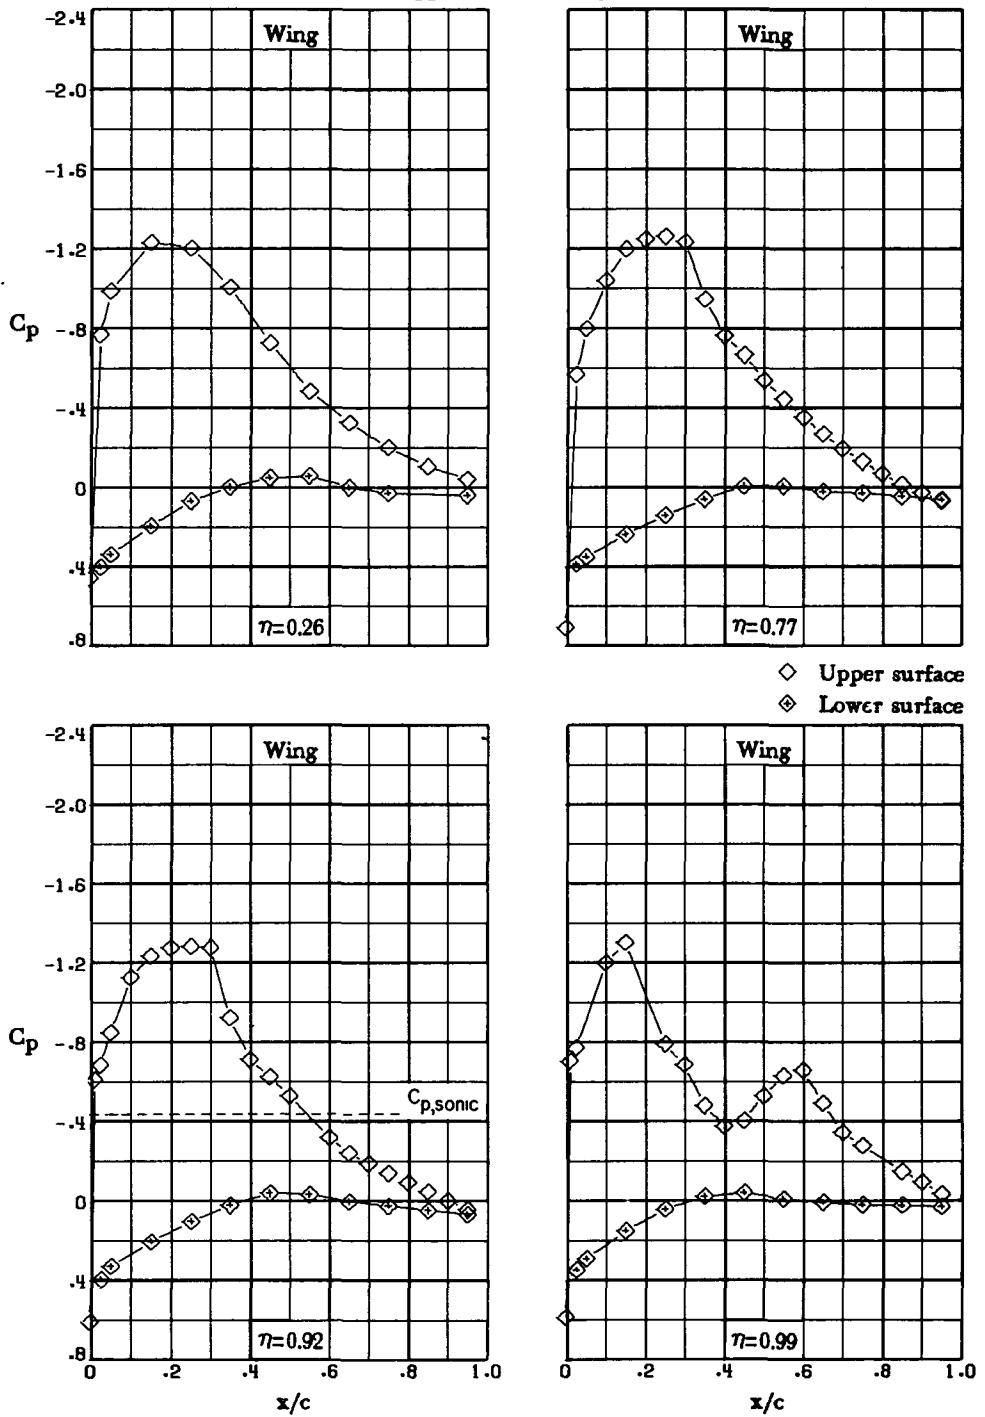 -2.4
Wing
Wing
-2.0
-1.6
-1.2
Cp
-.8
-.4
0
.4
.8
η=0.26
η=0.77
Upper surface
Lower surface
-2.4
Wing
Wing
-2.0
-1.6
-1.2
Cp
-.8
Cp,sonic
-.4
0
.4
.8
η=0.92
η=0.99
0 .2 .4 .6 .8 1.0
0 .2 .4 .6 .8 1.0
x/c
x/c